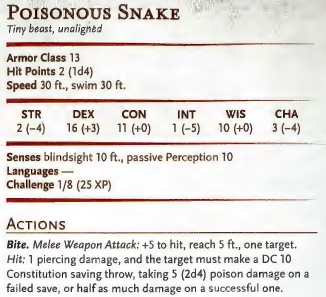 POISONOUS SNAKE
Tiny beast, unaligned
Armor Class 13
Hit Points 2 (1d4)
Speed 30 ft., swim 30 ft.
STR DEX CON INT WIS CHA
2 (–4) 16 (+3) 11 (+0) 1 (–5) 10 (+0) 3 (–4)
Senses blindsight 10 ft., passive Perception 10
Languages —
Challenge 1/8 (25 XP)
ACTIONS
Bite. Melee Weapon Attack: +5 to hit, reach 5 ft., one target.
Hit: 1 piercing damage, and the target must make a DC 10
Constitution saving throw, taking 5 (2d4) poison damage on a
failed save, or half as much damage on a successful one.